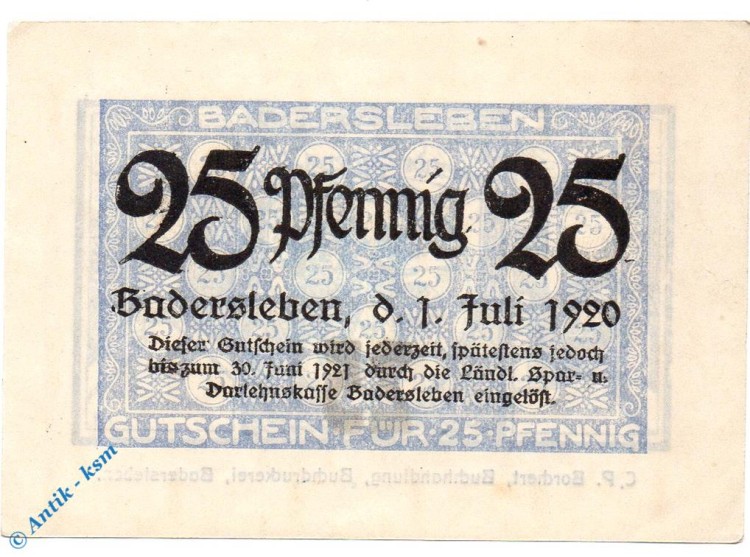 BADERSLEBEN
25 Pfennig 25
Badersleben, d. 1. Juli 1920
Dieser Gutschein wird jederzeit, spätestens jedoch
bis zum 30. Juni 1921 durch die Ländl. Spar- u.
Darlehnskasse Badersleben eingelöst.
GUTSCHEIN FÜR 25 PFENNIG
C. P. Borchert, Buchhandlung, Buchdruckerei, Badersleben.
© Antik - ksm